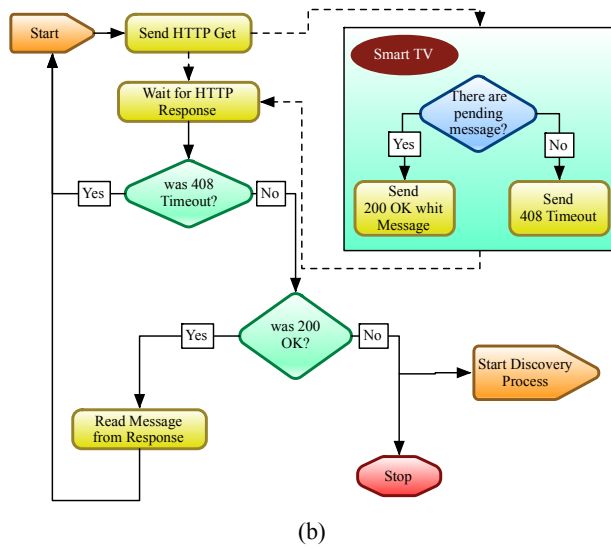 Start
Send HTTP Get
Smart TV
Wait for HTTP
Response
There are
pending
message?
Yes
No
Send
200 OK whit
Message
Send
408 Timeout
was 408
Timeout?
Yes
No
was 200
OK?
Yes
No
Start Discovery
Process
Read Message
from Response
Stop
(b)